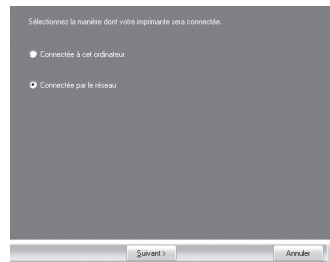 Sélectionnez la manière dont votre imprimante sera connectée.
Connectée à cet ordinateur
Connectée par le réseau
Suivant >
Annuler